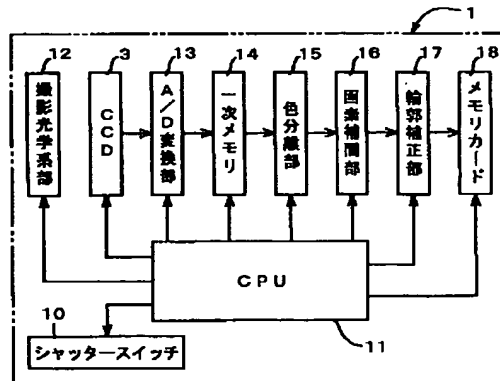 1
12
3
13
14
15
16
17
18
撮影光学系部
CCD
A/D変換部
一次メモリ
色分離部
画素補間部
輪郭補正部
メモリカード
CPU
10
シャッタースイッチ
11